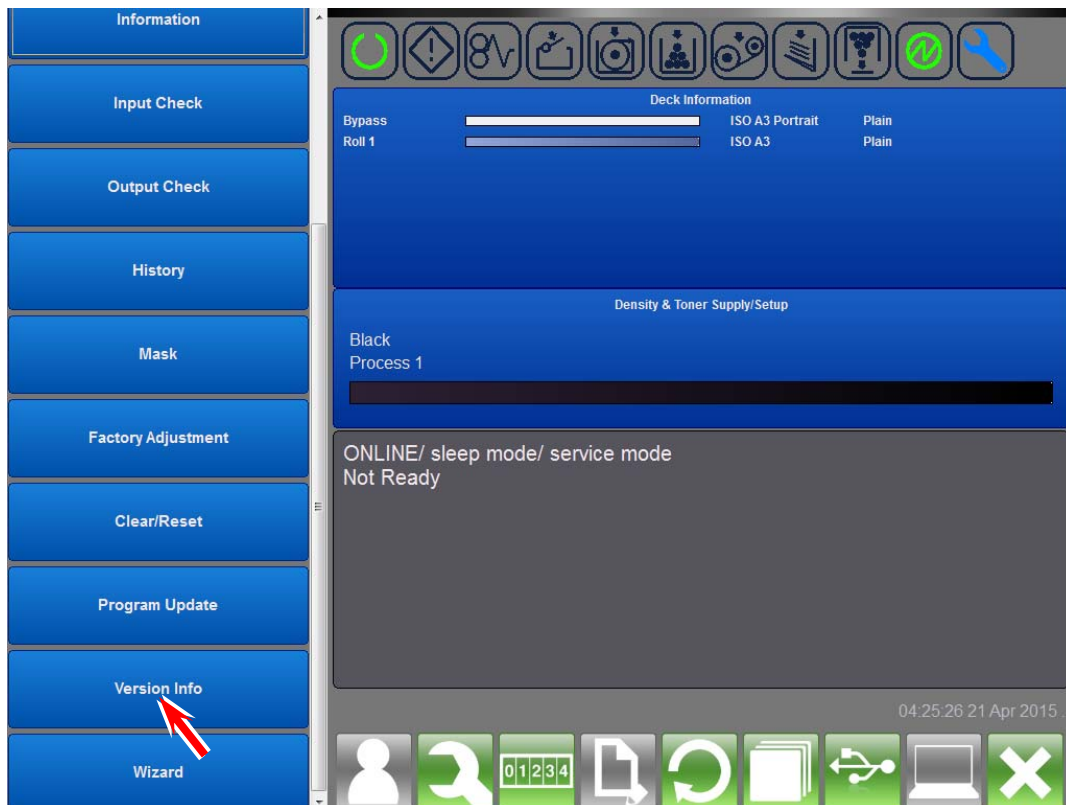 Information
Input Check
Output Check
History
Mask
Factory Adjustment
Clear/Reset
Program Update
Version Info
Wizard
Deck Information
Bypass ISO A3 Portrait Plain
Roll 1 ISO A3 Plain
Density & Toner Supply/Setup
Black
Process 1
ONLINE/ sleep mode/ service mode
Not Ready
04:25:26 21 Apr 2015 .
01234